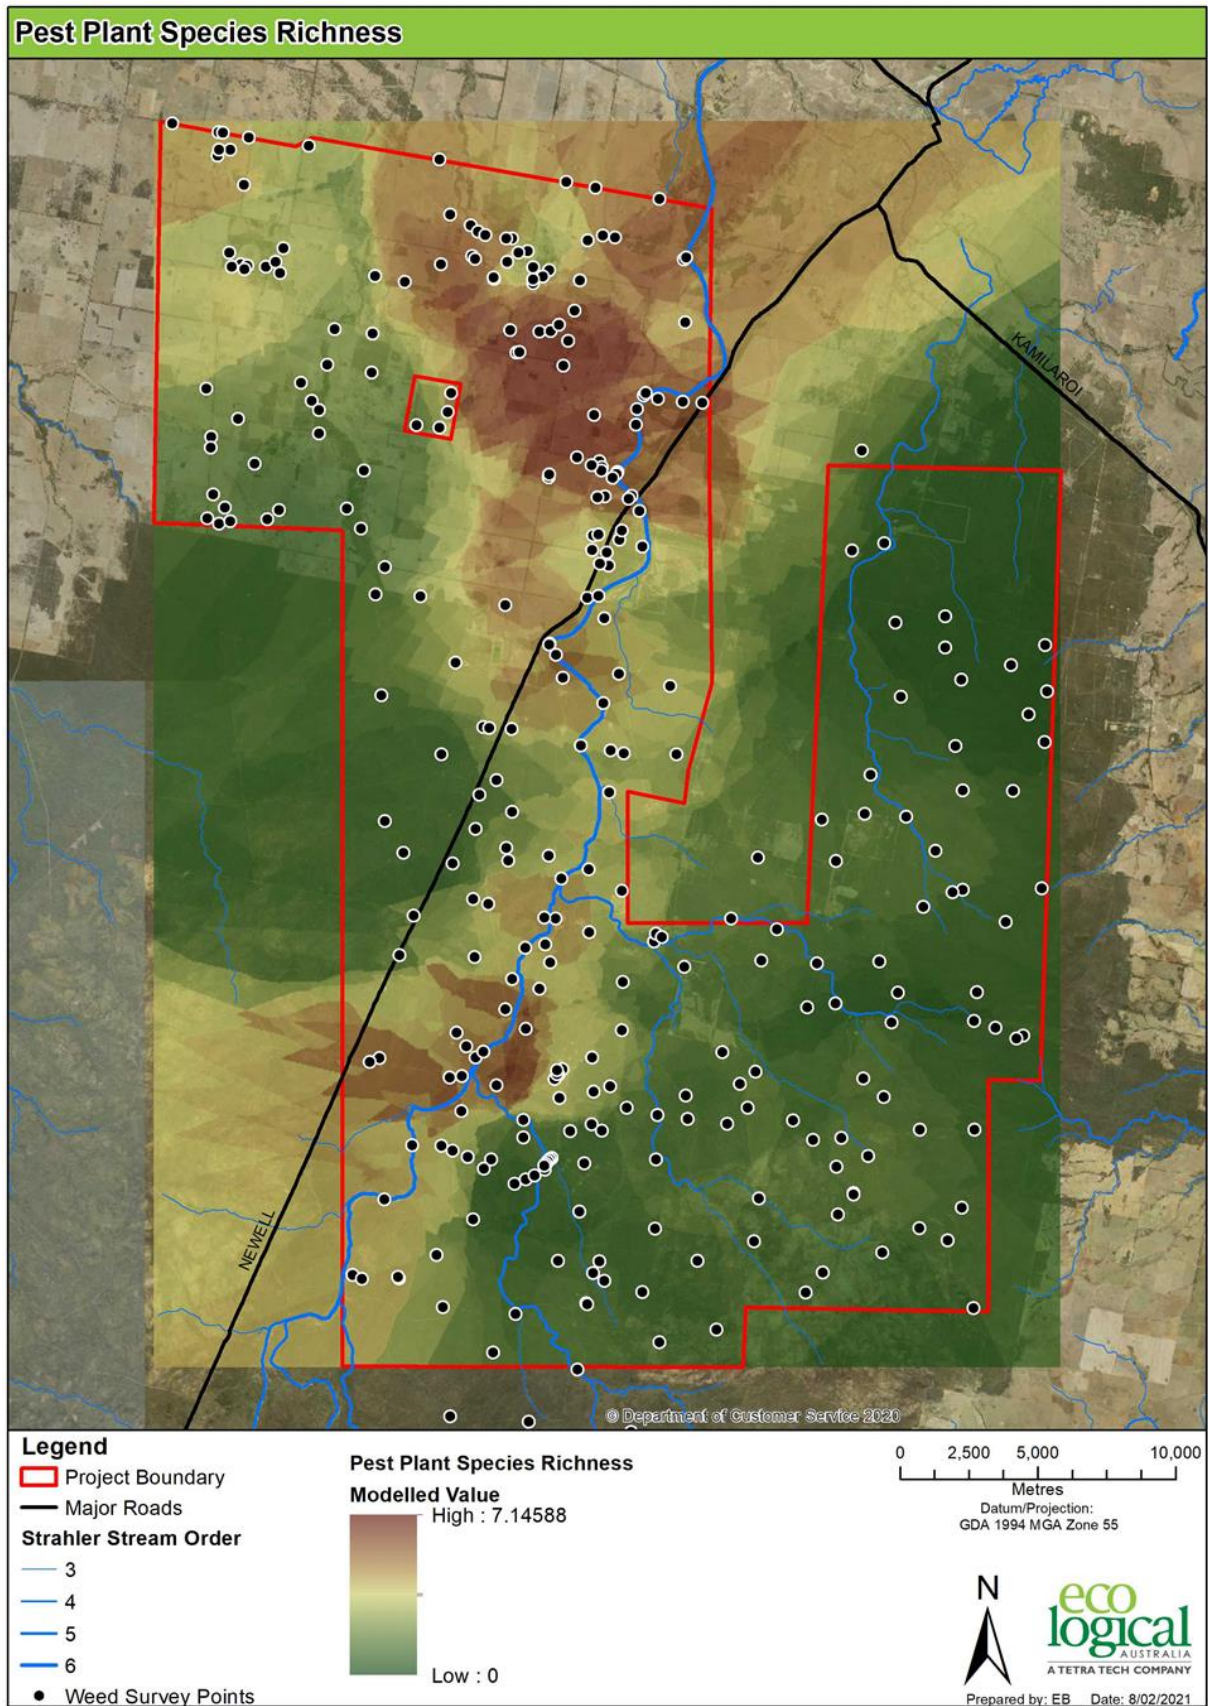 Pest Plant Species Richness
KAMILAROI
NEWELL
© Department of Customer Service 2020
Legend
Project Boundary
Major Roads
Strahler Stream Order
3
4
5
6
Weed Survey Points
Pest Plant Species Richness
Modelled Value
High : 7.14588
Low : 0
0 2,500 5,000 10,000
Metres
Datum/Projection:
GDA 1994 MGA Zone 55
N
eco
logical
AUSTRALIA
A TETRA TECH COMPANY
Prepared by: EB Date: 8/02/2021